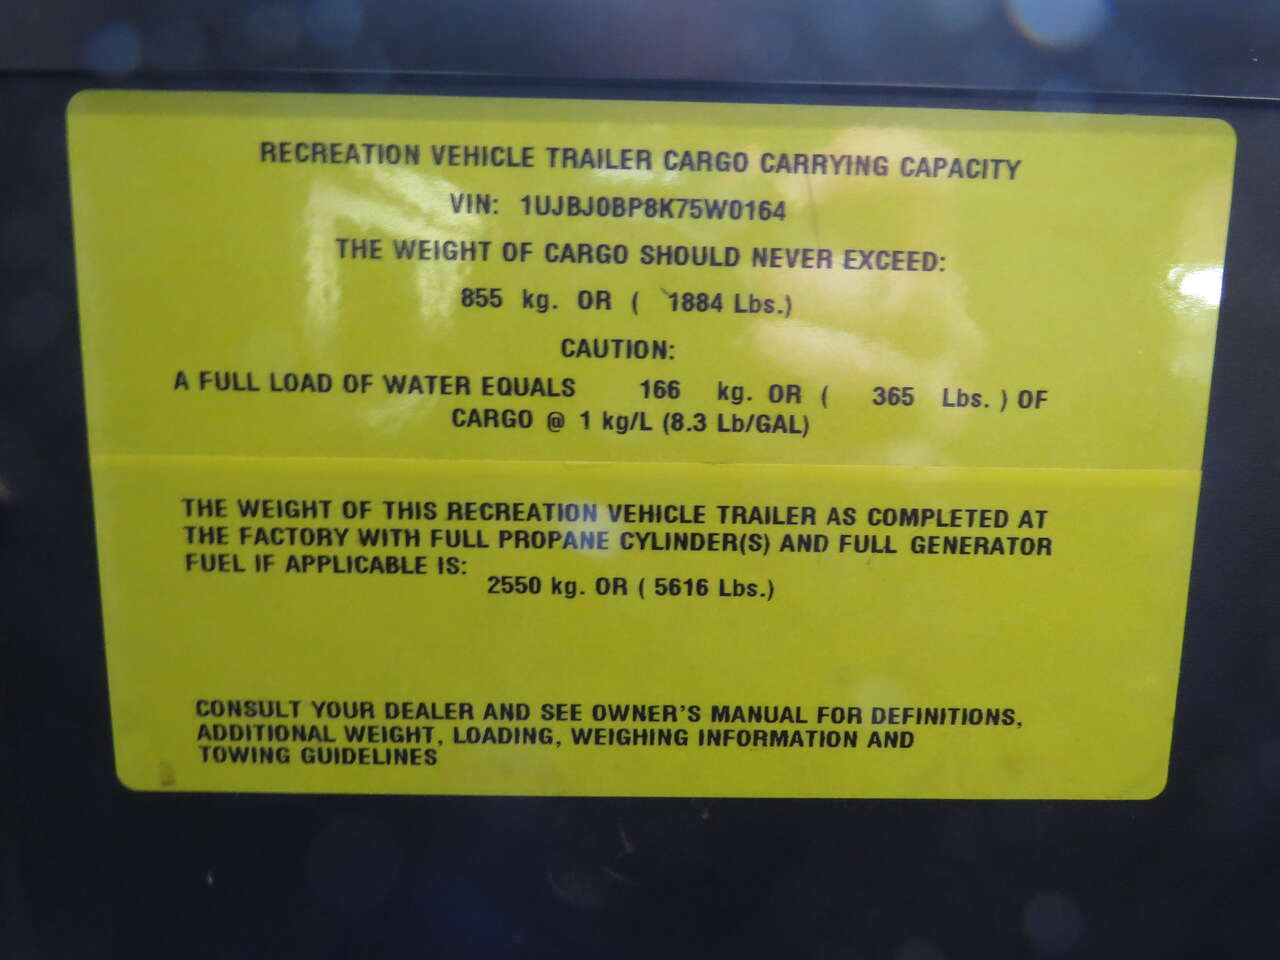 RECREATION VEHICLE TRAILER CARGO CARRYING CAPACITY
VIN: 1UJBJ0BP8K75W0164
THE WEIGHT OF CARGO SHOULD NEVER EXCEED:
855 kg. OR ( 1884 Lbs.)
CAUTION:
A FULL LOAD OF WATER EQUALS 166 kg. OR ( 365 Lbs. ) OF
CARGO @ 1 kg/L (8.3 Lb/GAL)
THE WEIGHT OF THIS RECREATION VEHICLE TRAILER AS COMPLETED AT
THE FACTORY WITH FULL PROPANE CYLINDER(S) AND FULL GENERATOR
FUEL IF APPLICABLE IS:
2550 kg. OR ( 5616 Lbs.)
CONSULT YOUR DEALER AND SEE OWNER'S MANUAL FOR DEFINITIONS,
ADDITIONAL WEIGHT, LOADING, WEIGHING INFORMATION AND
TOWING GUIDELINES